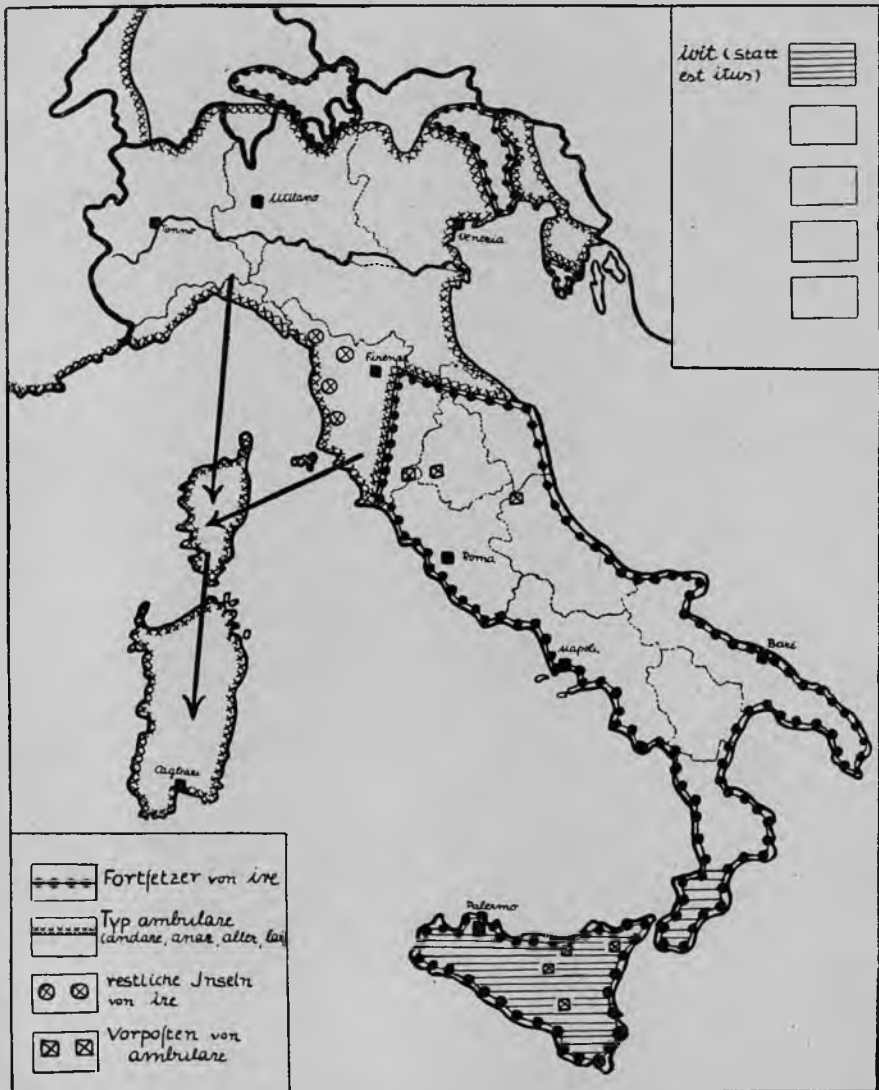 ivit (statt
est itus)
Milano
Torino
Venezia
Firenze
Roma
Napoli
Bari
Cagliari
Palermo
Fortſetzer von ire
Typ ambulare
(andare, anar, aller, lai)
restliche Inseln
von ire
Vorpoſten von
ambulare